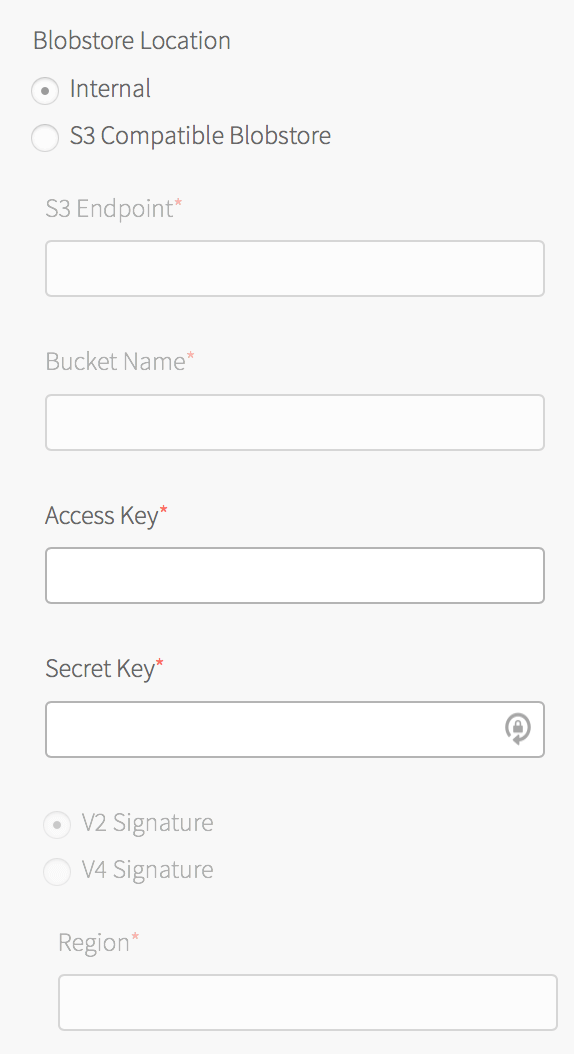 Blobstore Location
Internal
S3 Compatible Blobstore
S3 Endpoint*
Bucket Name*
Access Key*
Secret Key*
V2 Signature
V4 Signature
Region*